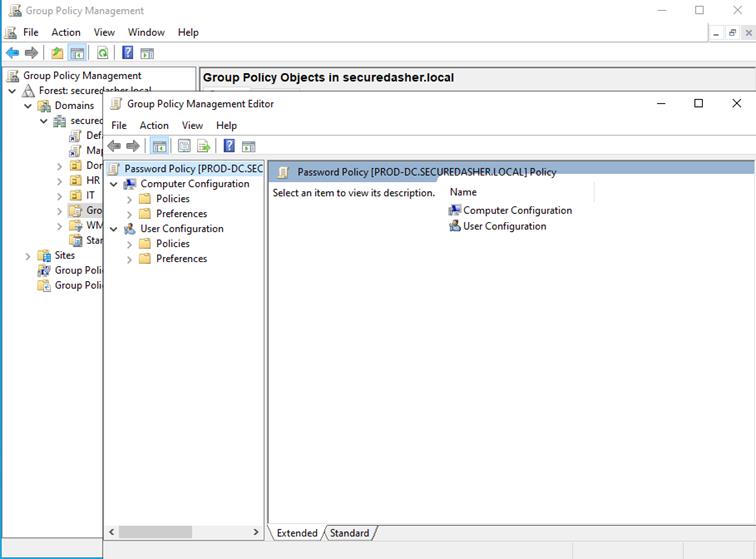 Group Policy Management
File Action View Window Help
Group Policy Management
Forest: securedasher.local
Domains
secured
Defa
Map
Dom
HR
IT
Gro
WM
Star
Sites
Group Polic
Group Polic
Group Policy Objects in securedasher.local
Group Policy Management Editor
File Action View Help
Password Policy [PROD-DC.SEC
Computer Configuration
Policies
Preferences
User Configuration
Policies
Preferences
Password Policy [PROD-DC.SECUREDASHER.LOCAL] Policy
Select an item to view its description.
Name
Computer Configuration
User Configuration
Extended Standard